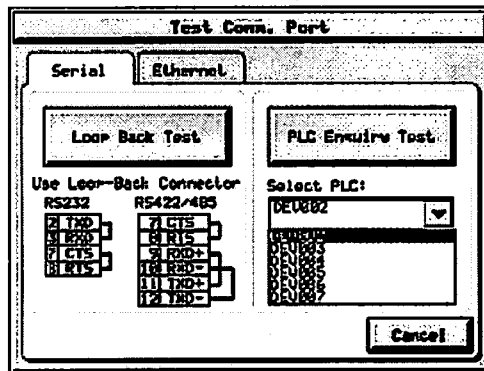 Test Comm. Port
Serial
Ethernet
Loop Back Test
Use Loop-Back Connector
RS232
2 TXD
3 RXD
7 CTS
8 RTS
RS422/485
7 CTS
8 RTS
9 RXD+
10 RXD-
11 TXD+
12 TXD-
PLC Enquire Test
Select PLC:
DEV002
DEV003
DEV004
DEV005
DEV006
DEV007
Cancel